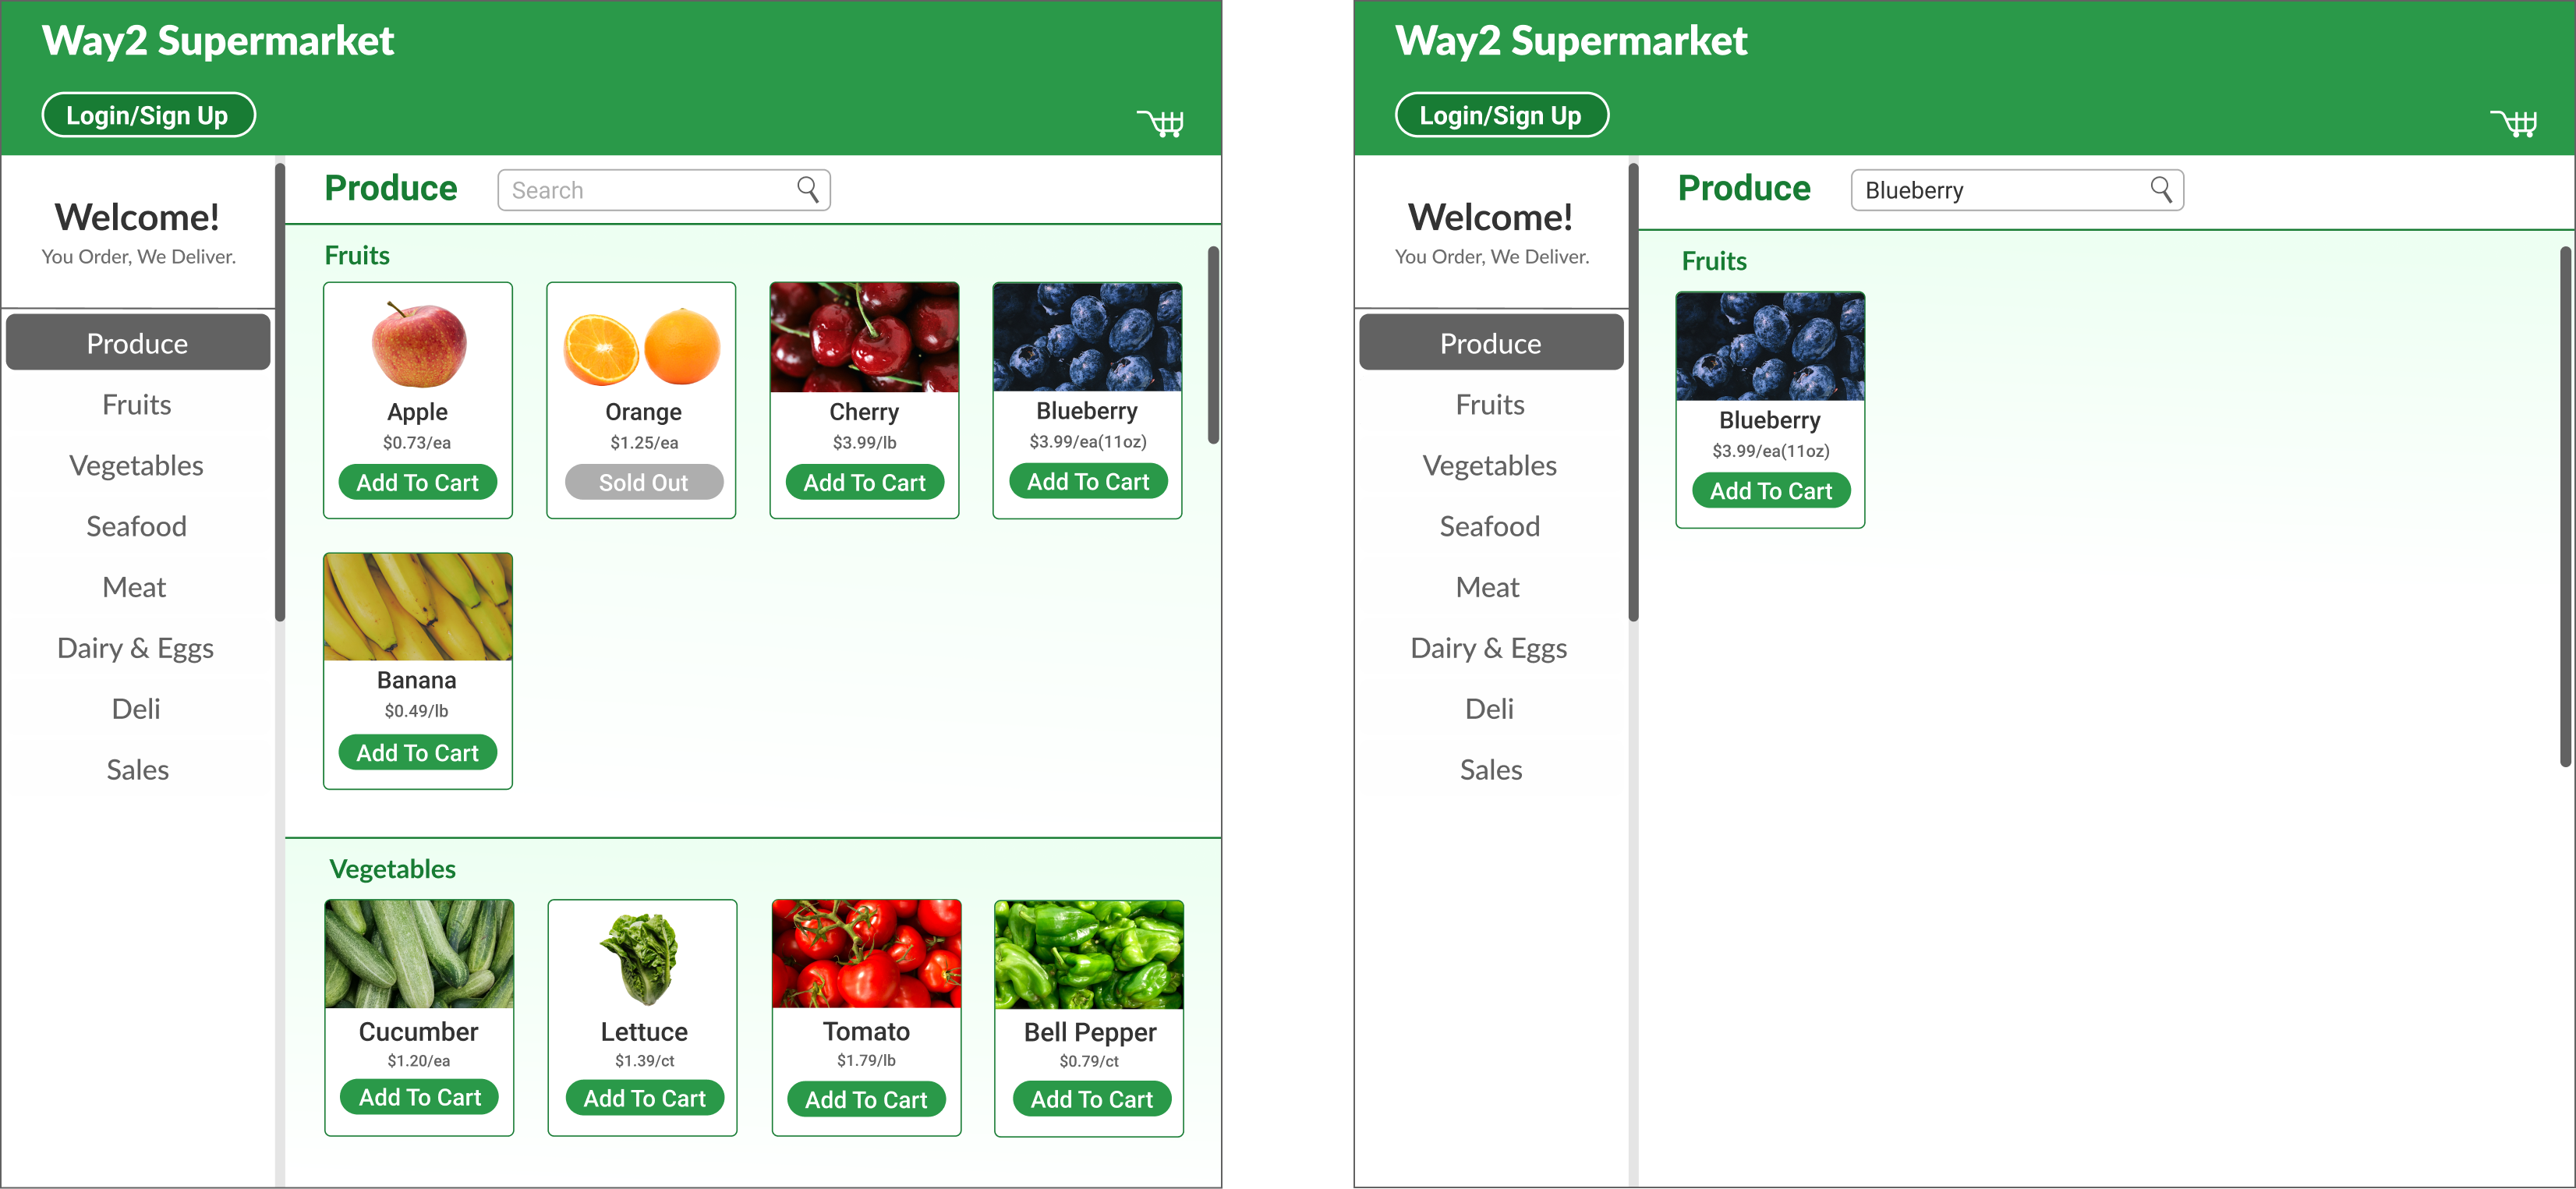 Way2 Supermarket
Login/Sign Up
Welcome!
You Order, We Deliver.
Produce
Fruits
Vegetables
Seafood
Meat
Dairy & Eggs
Deli
Sales
Produce
Search
Fruits
Apple
$0.73/ea
Add To Cart
Orange
$1.25/ea
Sold Out
Cherry
$3.99/lb
Add To Cart
Blueberry
$3.99/ea(11oz)
Add To Cart
Banana
$0.49/lb
Add To Cart
Vegetables
Cucumber
$1.20/ea
Add To Cart
Lettuce
$1.39/ct
Add To Cart
Tomato
$1.79/lb
Add To Cart
Bell Pepper
$0.79/ct
Add To Cart
Way2 Supermarket
Login/Sign Up
Welcome!
You Order, We Deliver.
Produce
Fruits
Vegetables
Seafood
Meat
Dairy & Eggs
Deli
Sales
Produce
Blueberry
Fruits
Blueberry
$3.99/ea(11oz)
Add To Cart